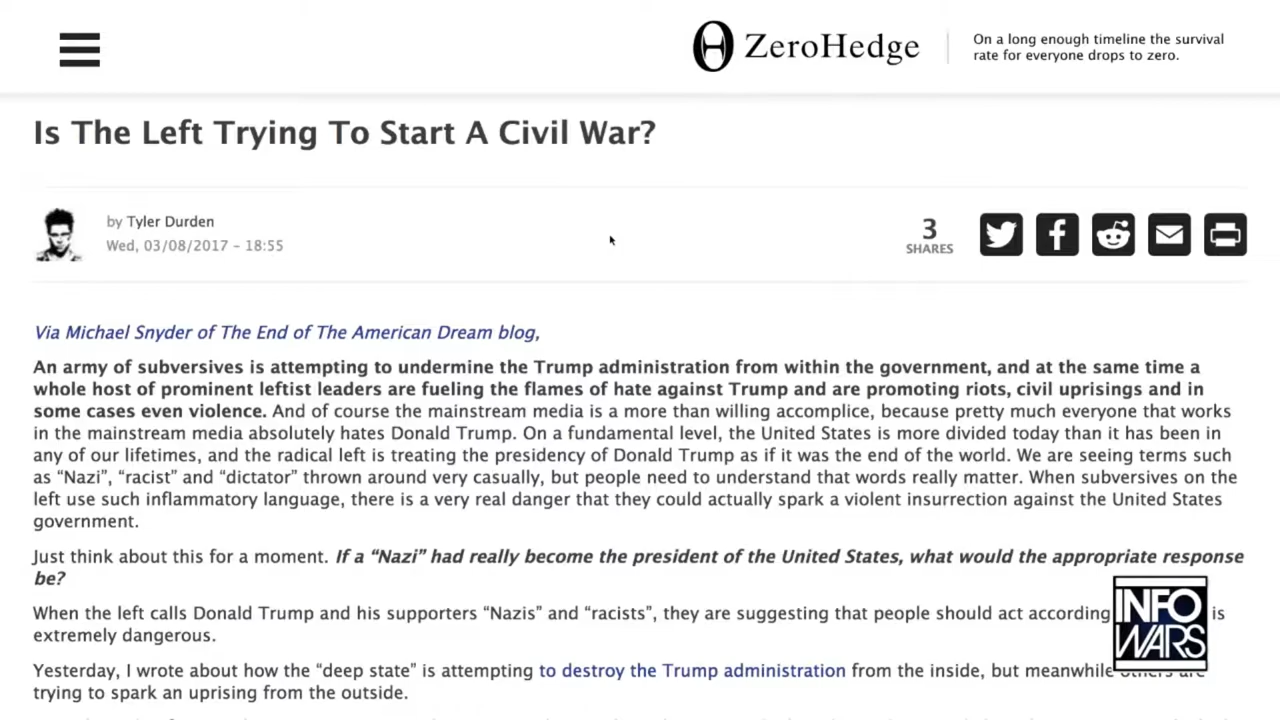 ZeroHedge
On a long enough timeline the survival
rate for everyone drops to zero.
Is The Left Trying To Start A Civil War?
by Tyler Durden
Wed, 03/08/2017 - 18:55
3
SHARES
Via Michael Snyder of The End of The American Dream blog,
An army of subversives is attempting to undermine the Trump administration from within the government, and at the same time a
whole host of prominent leftist leaders are fueling the flames of hate against Trump and are promoting riots, civil uprisings and in
some cases even violence. And of course the mainstream media is a more than willing accomplice, because pretty much everyone that works
in the mainstream media absolutely hates Donald Trump. On a fundamental level, the United States is more divided today than it has been in
any of our lifetimes, and the radical left is treating the presidency of Donald Trump as if it was the end of the world. We are seeing terms such
as “Nazi”, “racist” and “dictator” thrown around very casually, but people need to understand that words really matter. When subversives on the
left use such inflammatory language, there is a very real danger that they could actually spark a violent insurrection against the United States
government.
Just think about this for a moment. If a “Nazi” had really become the president of the United States, what would the appropriate response
be?
When the left calls Donald Trump and his supporters “Nazis” and “racists”, they are suggesting that people should act according is
extremely dangerous.
Yesterday, I wrote about how the “deep state” is attempting to destroy the Trump administration from the inside, but meanwhile others are
trying to spark an uprising from the outside.
INFO
WARS